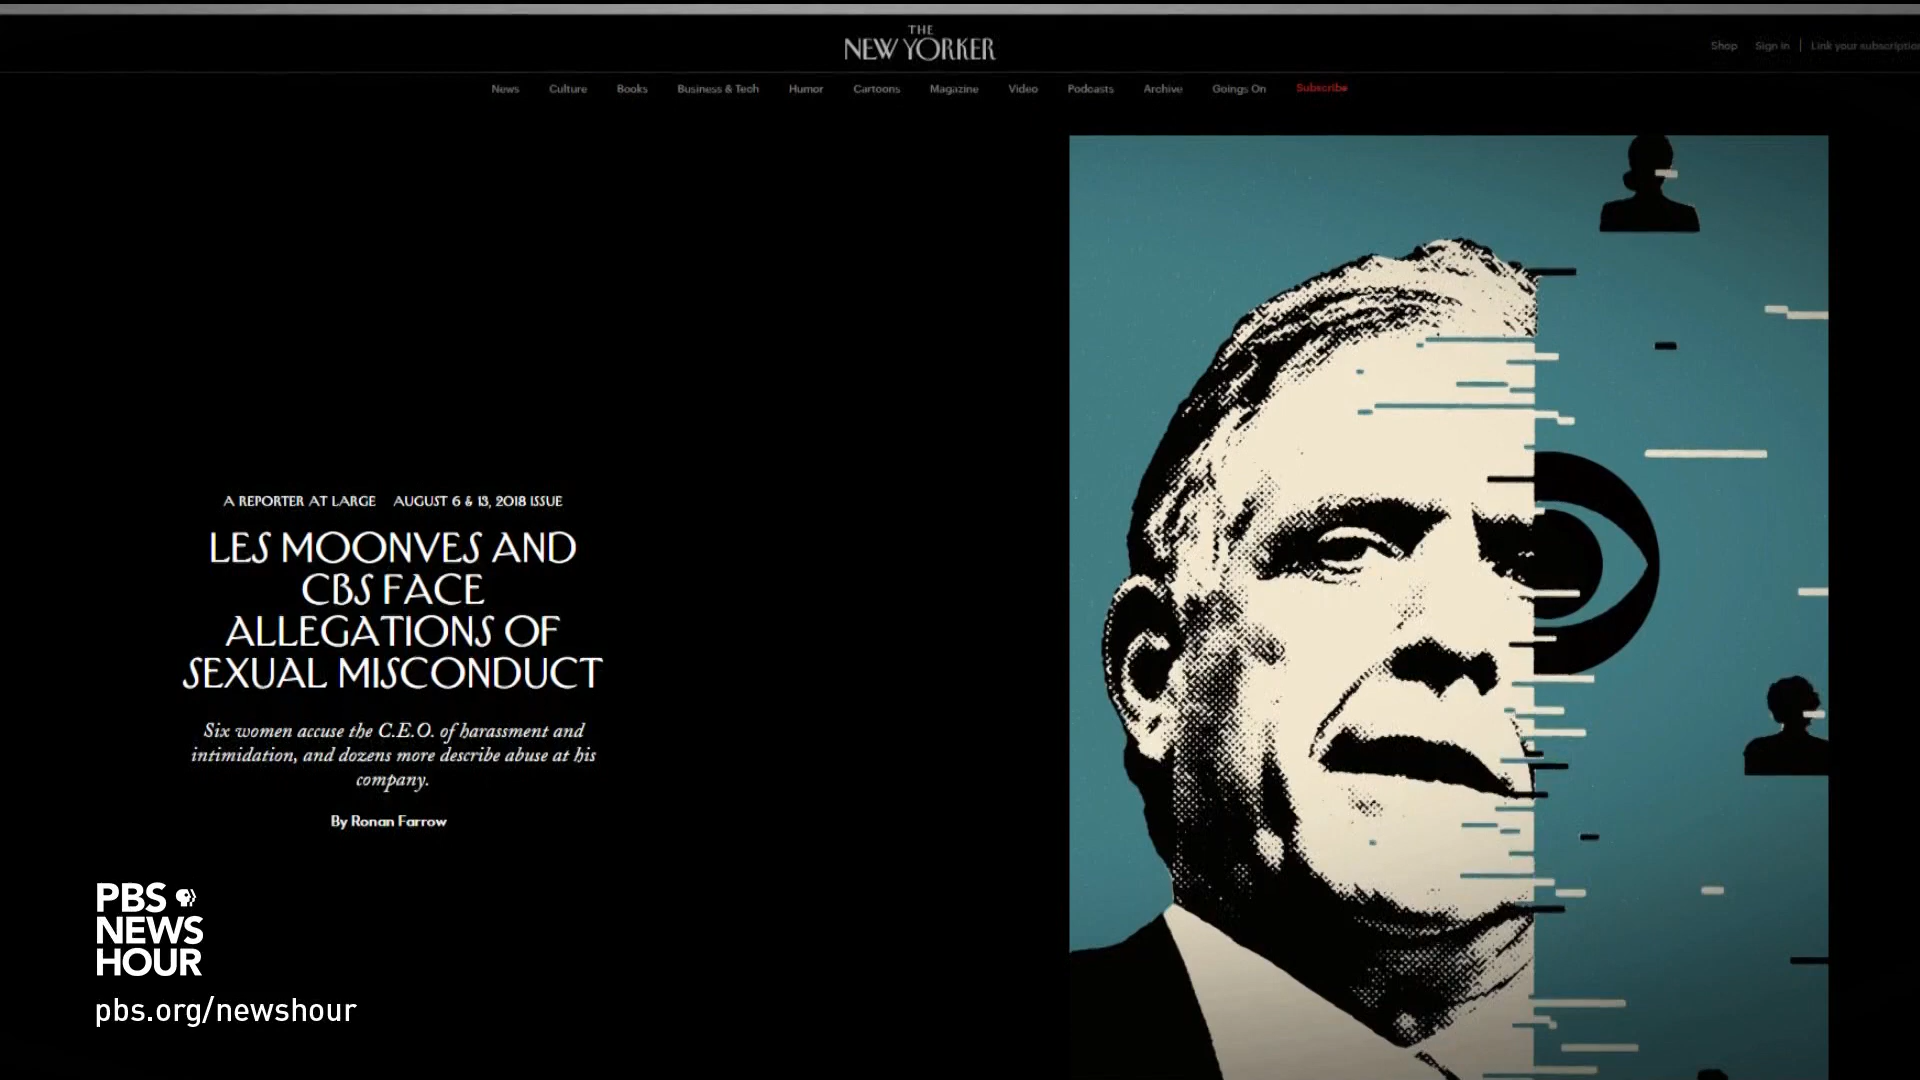 THE
NEW YORKER
Shop Sign in Link your subscription
News Culture Books Business & Tech Humor Cartoons Magazine Video Podcasts Archive Goings On Subscribe
A REPORTER AT LARGE AUGUST 6 & 13, 2018 ISSUE
LES MOONVES AND
CBS FACE
ALLEGATIONS OF
SEXUAL MISCONDUCT
Six women accuse the C.E.O. of harassment and
intimidation, and dozens more describe abuse at his
company.
By Ronan Farrow
PBS
NEWS
HOUR
pbs.org/newshour